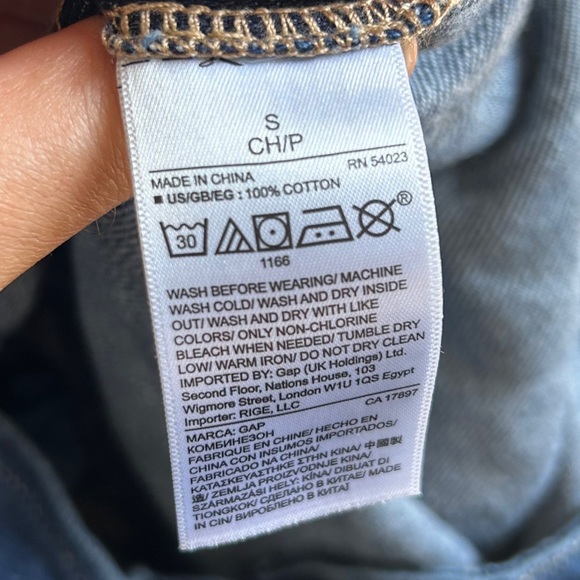 S
CH/P
RN 54023
MADE IN CHINA
■ US/GB/EG : 100% COTTON
30
®
1166
WASH BEFORE WEARING/ MACHINE
WASH COLD/ WASH AND DRY INSIDE
OUT/ WASH AND DRY WITH LIKE
COLORS/ ONLY NON-CHLORINE
BLEACH WHEN NEEDED/ TUMBLE DRY
LOW/ WARM IRON/ DO NOT DRY CLEAN
IMPORTED BY: Gap (UK Holdings) Ltd.
Second Floor, Nations House, 103
Wigmore Street, London W1U 1QS Egypt
Importer: RIGE, LLC
CA 17897
MARCA: GAP
КОМБИНЕЗОН
FABRIQUE EN CHINE/ HECHO EN
CHINA CON INSUMOS IMPORTADOS/
FABRICADO NA CHINA/
ΚΑΤΑΣΚΕΥΑΣΤΗΚΕ ΣΤΗΝ ΚΙΝΑ/ 中國製
造/ ZEMLJA PROIZVODNJE KINA/
SZÁRMAZÁSI HELY: KÍNA/ DIBUAT DI
TIONGKOK/ СДЕЛАНО В КИТАЕ/ MADE
IN CIN/ СДЕЛАНО В КИТАЇ